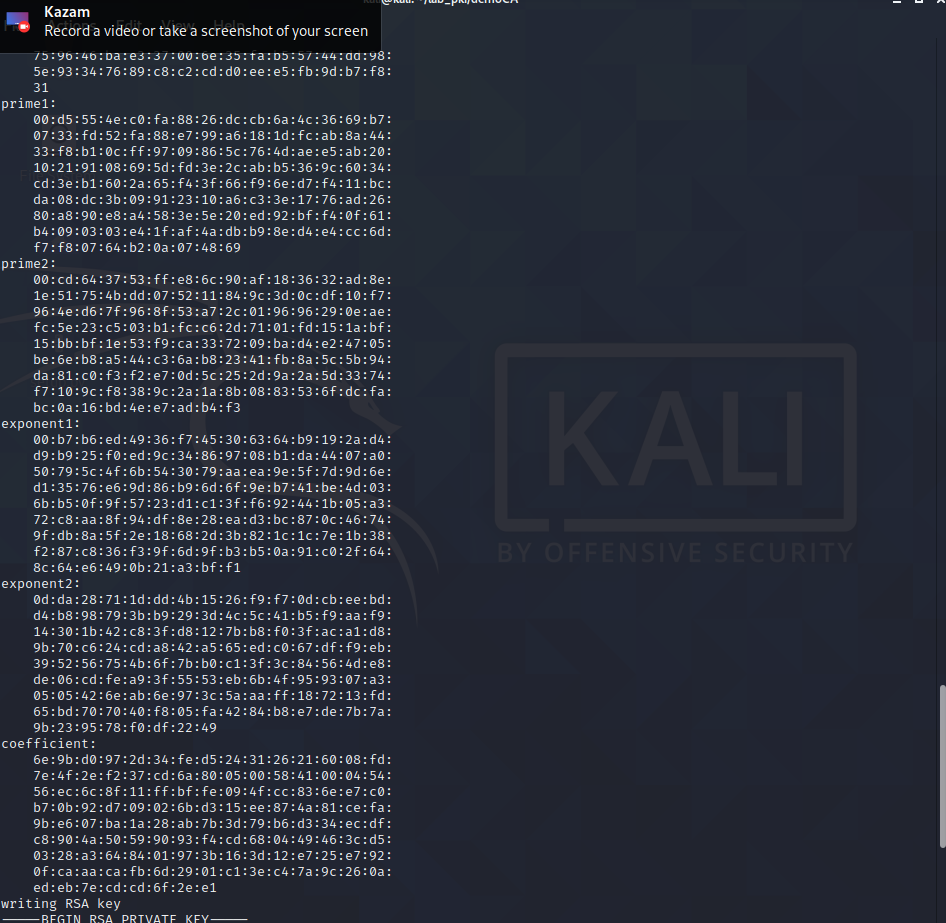 kali@kali: ~/lab_pki/demoCA
Kazam
Record a video or take a screenshot of your screen
Actions Edit View Help
75:96:46:ba:e3:37:00:6e:35:fa:b5:57:44:dd:98:
5e:93:34:76:89:c8:c2:cd:d0:ee:e5:fb:9d:b7:f8:
31
prime1:
00:d5:55:4e:c0:fa:88:26:dc:cb:6a:4c:36:69:b7:
07:33:fd:52:fa:88:e7:99:a6:18:1d:fc:ab:8a:44:
33:f8:b1:0c:ff:97:09:86:5c:76:4d:ae:e5:ab:20:
10:21:91:08:69:5d:fd:3e:2c:ab:b5:36:9c:60:34:
cd:3e:b1:60:2a:65:f4:3f:66:f9:6e:d7:f4:11:bc:
da:08:dc:3b:09:91:23:10:a6:c3:3e:17:76:ad:26:
80:a8:90:e8:a4:58:3e:5e:20:ed:92:bf:f4:0f:61:
b4:09:03:03:e4:1f:af:4a:db:b9:8e:d4:e4:cc:6d:
f7:f8:07:64:b2:0a:07:48:69
prime2:
00:cd:64:37:53:ff:e8:6c:90:af:18:36:32:ad:8e:
1e:51:75:4b:dd:07:52:11:84:9c:3d:0c:df:10:f7:
96:4e:d6:7f:96:8f:53:a7:2c:01:96:96:29:0e:ae:
fc:5e:23:c5:03:b1:fc:c6:2d:71:01:fd:15:1a:bf:
15:bb:bf:1e:53:f9:ca:33:72:09:ba:d4:e2:47:05:
be:6e:b8:a5:44:c3:6a:b8:23:41:fb:8a:5c:5b:94:
da:81:c0:f3:f2:e7:0d:5c:25:2d:9a:2a:5d:33:74:
f7:10:9c:f8:38:9c:2a:1a:8b:08:83:53:6f:dc:fa:
bc:0a:16:bd:4e:e7:ad:b4:f3
exponent1:
00:b7:b6:ed:49:36:f7:45:30:63:64:b9:19:2a:d4:
d9:b9:25:f0:ed:9c:34:86:97:08:b1:da:44:07:a0:
50:79:5c:4f:6b:54:30:79:aa:ea:9e:5f:7d:9d:6e:
d1:35:76:e6:9d:86:b9:6d:6f:9e:b7:41:be:4d:03:
6b:b5:0f:9f:57:23:d1:c1:3f:f6:92:44:1b:05:a3:
72:c8:aa:8f:94:df:8e:28:ea:d3:bc:87:0c:46:74:
9f:db:8a:5f:2e:18:68:2d:3b:82:1c:1c:7e:1b:38:
f2:87:c8:36:f3:9f:6d:9f:b3:b5:0a:91:c0:2f:64:
8c:64:e6:49:0b:21:a3:bf:f1
exponent2:
0d:da:28:71:1d:dd:4b:15:26:f9:f7:0d:cb:ee:bd:
d4:b8:98:79:3b:b9:29:3d:4c:5c:41:b5:f9:aa:f9:
14:30:1b:42:c8:3f:d8:12:7b:b8:f0:3f:ac:a1:d8:
9b:70:c6:24:cd:a8:42:a5:65:ed:c0:67:df:f9:eb:
39:52:56:75:4b:6f:7b:b0:c1:3f:3c:84:56:4d:e8:
de:06:cd:fe:a9:3f:55:53:eb:6b:4f:95:93:07:a3:
05:05:42:6e:ab:6e:97:3c:5a:aa:ff:18:72:13:fd:
65:bd:70:70:40:f8:05:fa:42:84:b8:e7:de:7b:7a:
9b:23:95:78:f0:df:22:49
coefficient:
6e:9b:d0:97:2d:34:fe:d5:24:31:26:21:60:08:fd:
7e:4f:2e:f2:37:cd:6a:80:05:00:58:41:00:04:54:
56:ec:6c:8f:11:ff:bf:fe:09:4f:cc:83:6e:e7:c0:
b7:0b:92:d7:09:02:6b:d3:15:ee:87:4a:81:ce:fa:
9b:e6:07:ba:1a:28:ab:7b:3d:79:b6:d3:34:ec:df:
c8:90:4a:50:59:90:93:f4:cd:68:04:49:46:3c:d5:
03:28:a3:64:84:01:97:3b:16:3d:12:e7:25:e7:92:
0f:ca:aa:ca:fb:6d:29:01:c1:3e:c4:7a:9c:26:0a:
ed:eb:7e:cd:cd:6f:2e:e1
writing RSA key
-----BEGIN RSA PRIVATE KEY-----
KALI
BY OFFENSIVE SECURITY